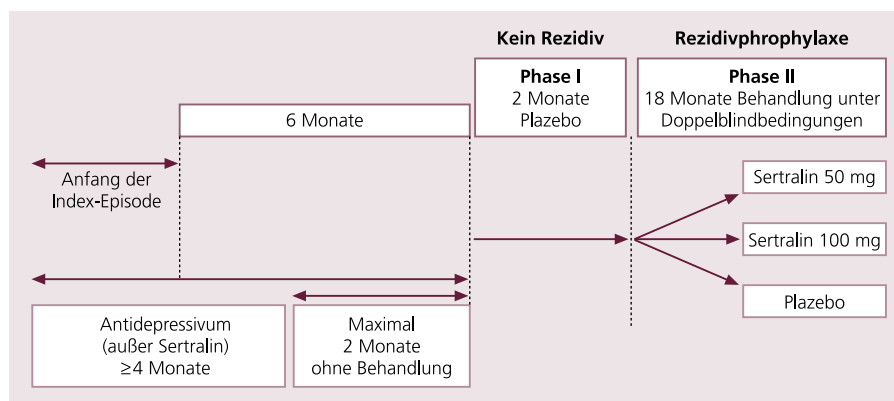 Kein Rezidiv
Rezidivphrophylaxe
Phase I
2 Monate
Plazebo
Phase II
18 Monate Behandlung unter
Doppelblindbedingungen
6 Monate
Anfang der
Index-Episode
Sertralin 50 mg
Sertralin 100 mg
Plazebo
Antidepressivum
(außer Sertralin)
≥4 Monate
Maximal
2 Monate
ohne Behandlung